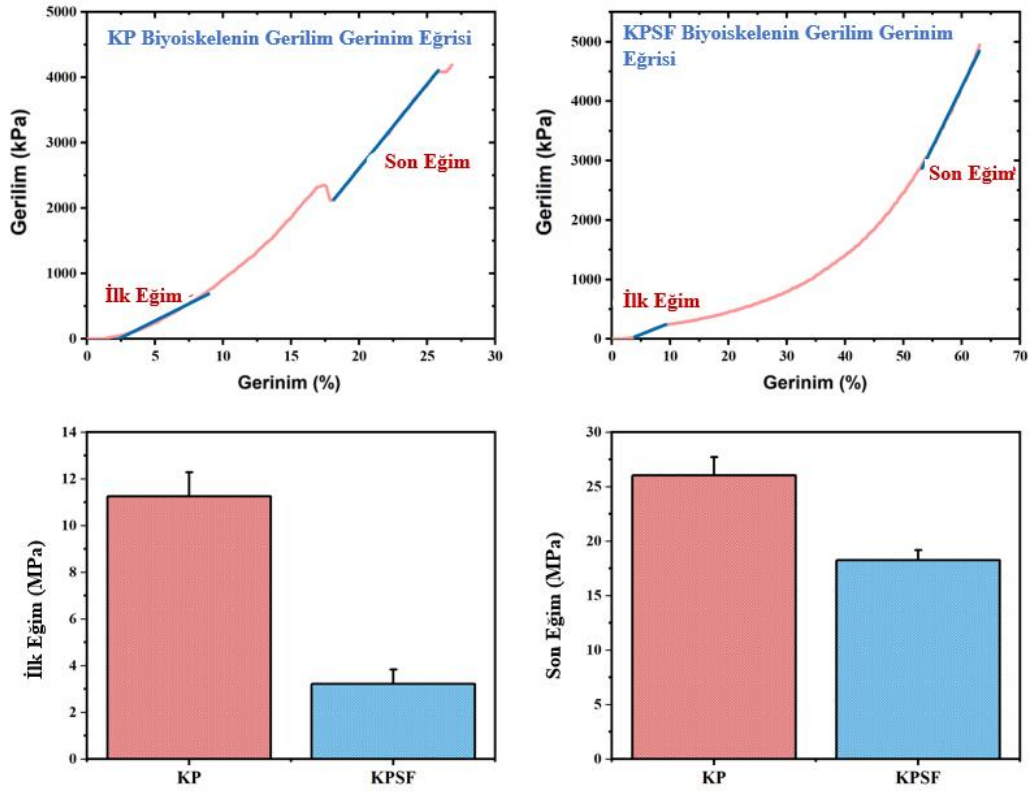 KP Biyoiskelenin Gerilim Gerinim Eğrisi
5000
4000
3000
2000
1000
0
Gerilim (kPa)
İlk Eğim
Son Eğim
0 5 10 15 20 25 30
Gerinim (%)
KPSF Biyoiskelenin Gerilim Gerinim
Eğrisi
5000
4000
3000
2000
1000
0
Gerilim (kPa)
İlk Eğim
Son Eğim
0 10 20 30 40 50 60 70
Gerinim (%)
14
12
10
8
6
4
2
0
İlk Eğim (MPa)
KP KPSF
30
25
20
15
10
5
0
Son Eğim (MPa)
KP KPSF